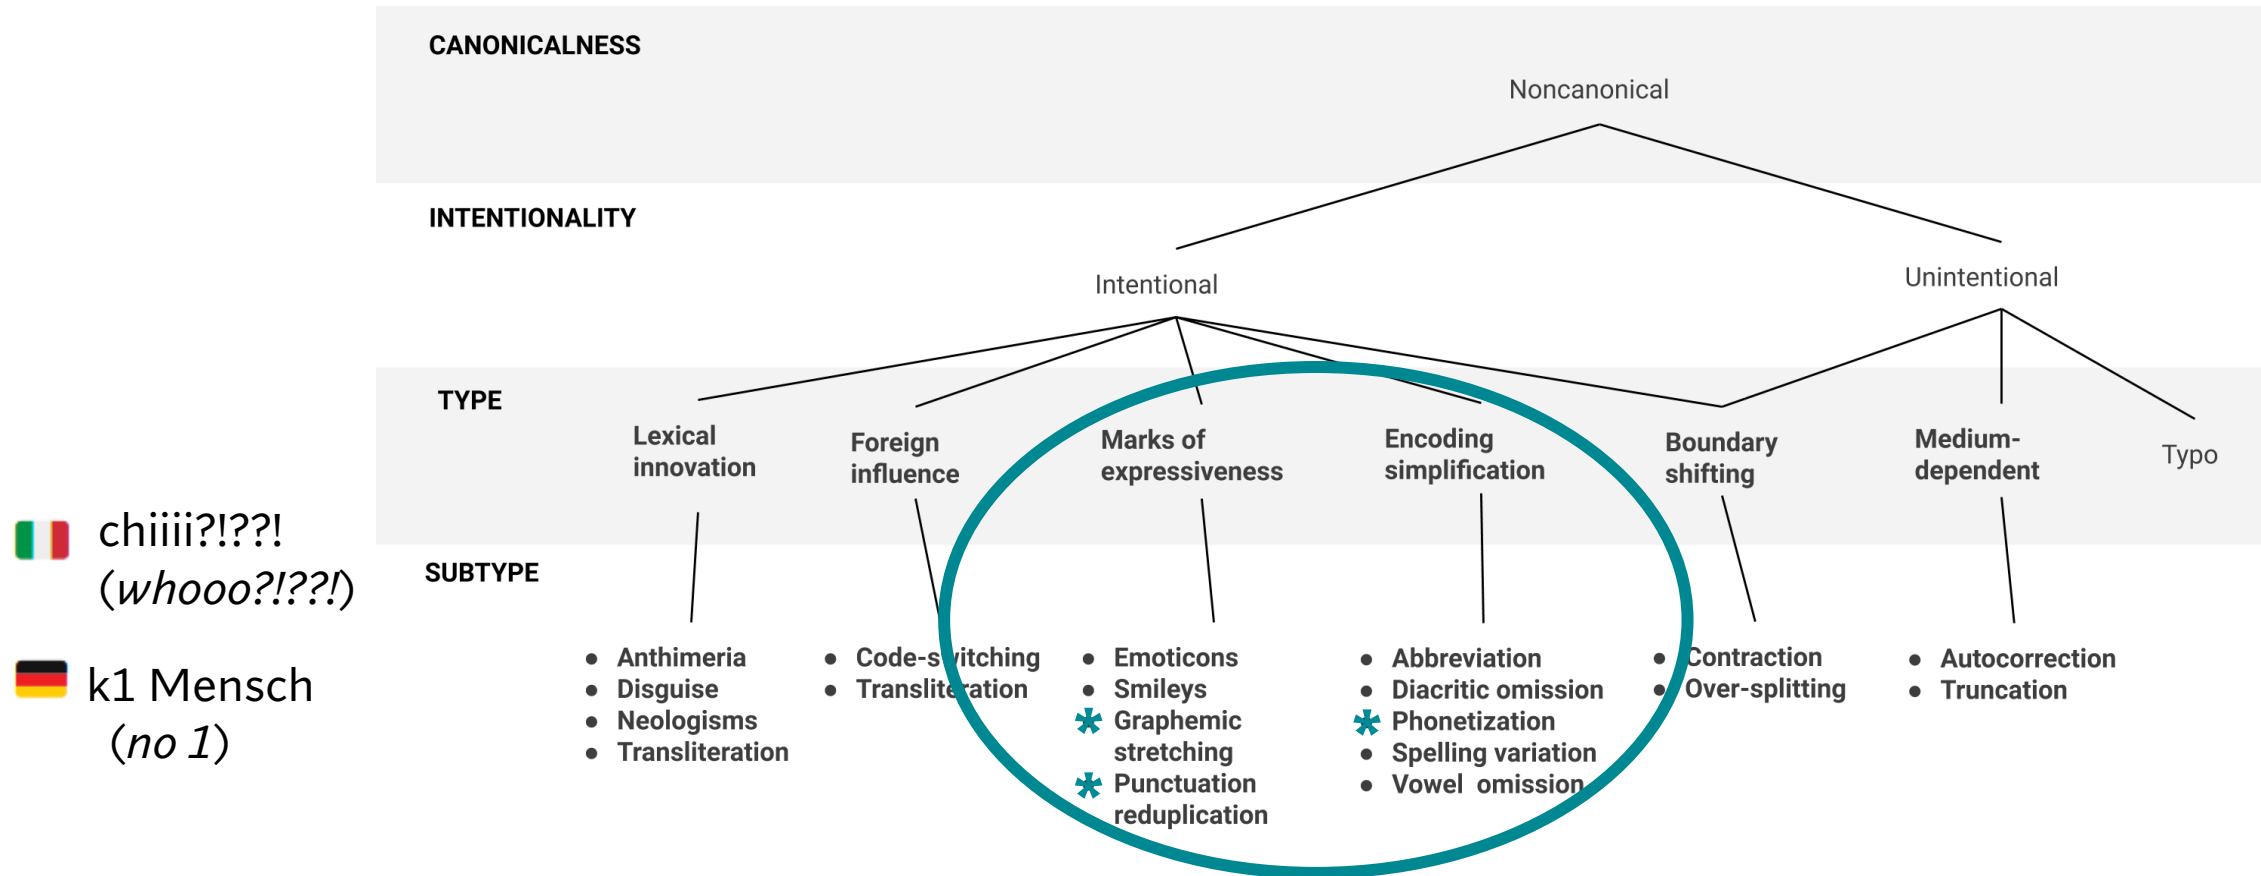 CANONICALNESS
Noncanonical
INTENTIONALITY
Intentional
Unintentional
TYPE
Lexical
innovation
Foreign
influence
Marks of
expressiveness
Encoding
simplification
Boundary
shifting
Medium-
dependent
Typo
chiiii?!??!
(whooo?!??!)
k1 Mensch
(no 1)
SUBTYPE
• Anthimeria
• Disguise
• Neologisms
• Transliteration
• Code-switching
• Transliteration
• Emoticons
• Smileys
* Graphemic
stretching
* Punctuation
reduplication
• Abbreviation
• Diacritic omission
* Phonetization
• Spelling variation
• Vowel omission
• Contraction
• Over-splitting
• Autocorrection
• Truncation